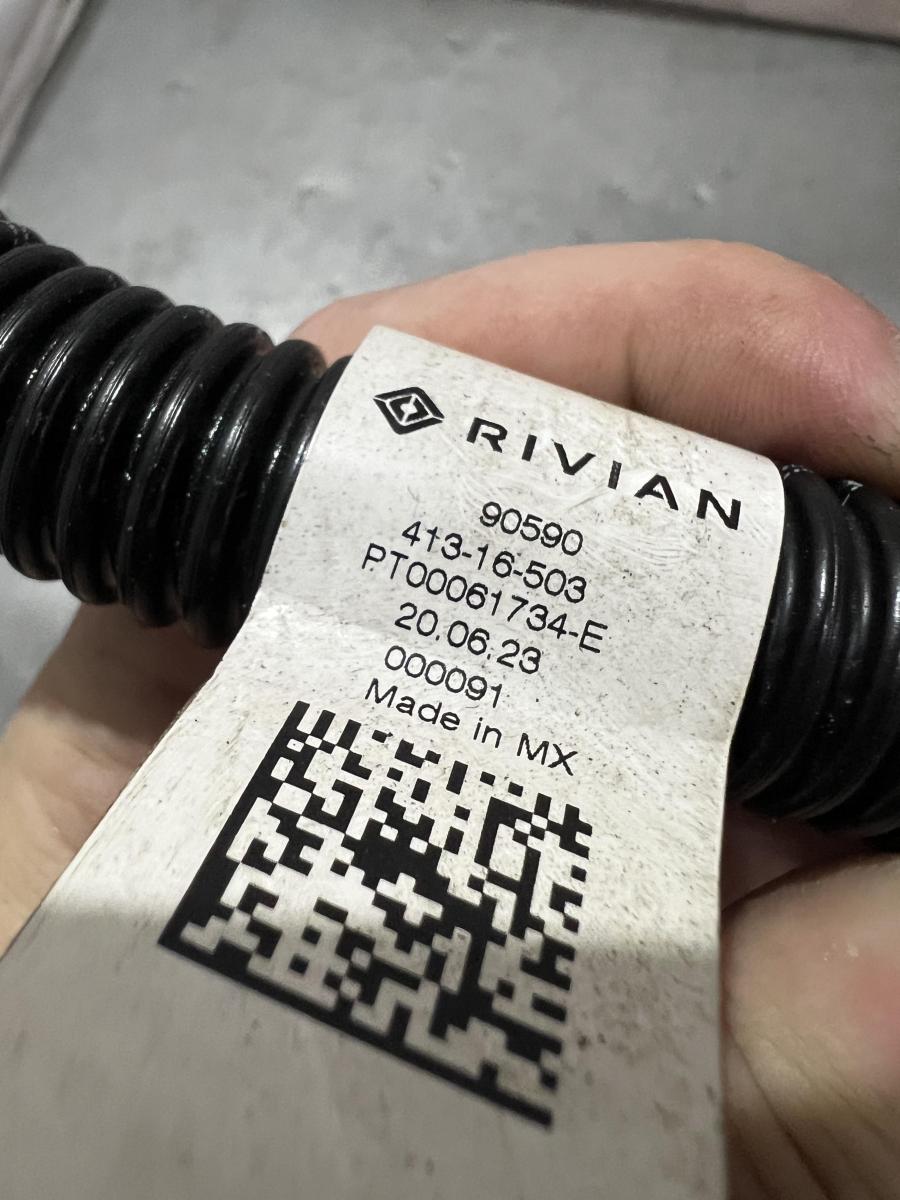 RIVIAN
90590
413-16-503
PT00061734-E
20.06.23
000091
Made in MX